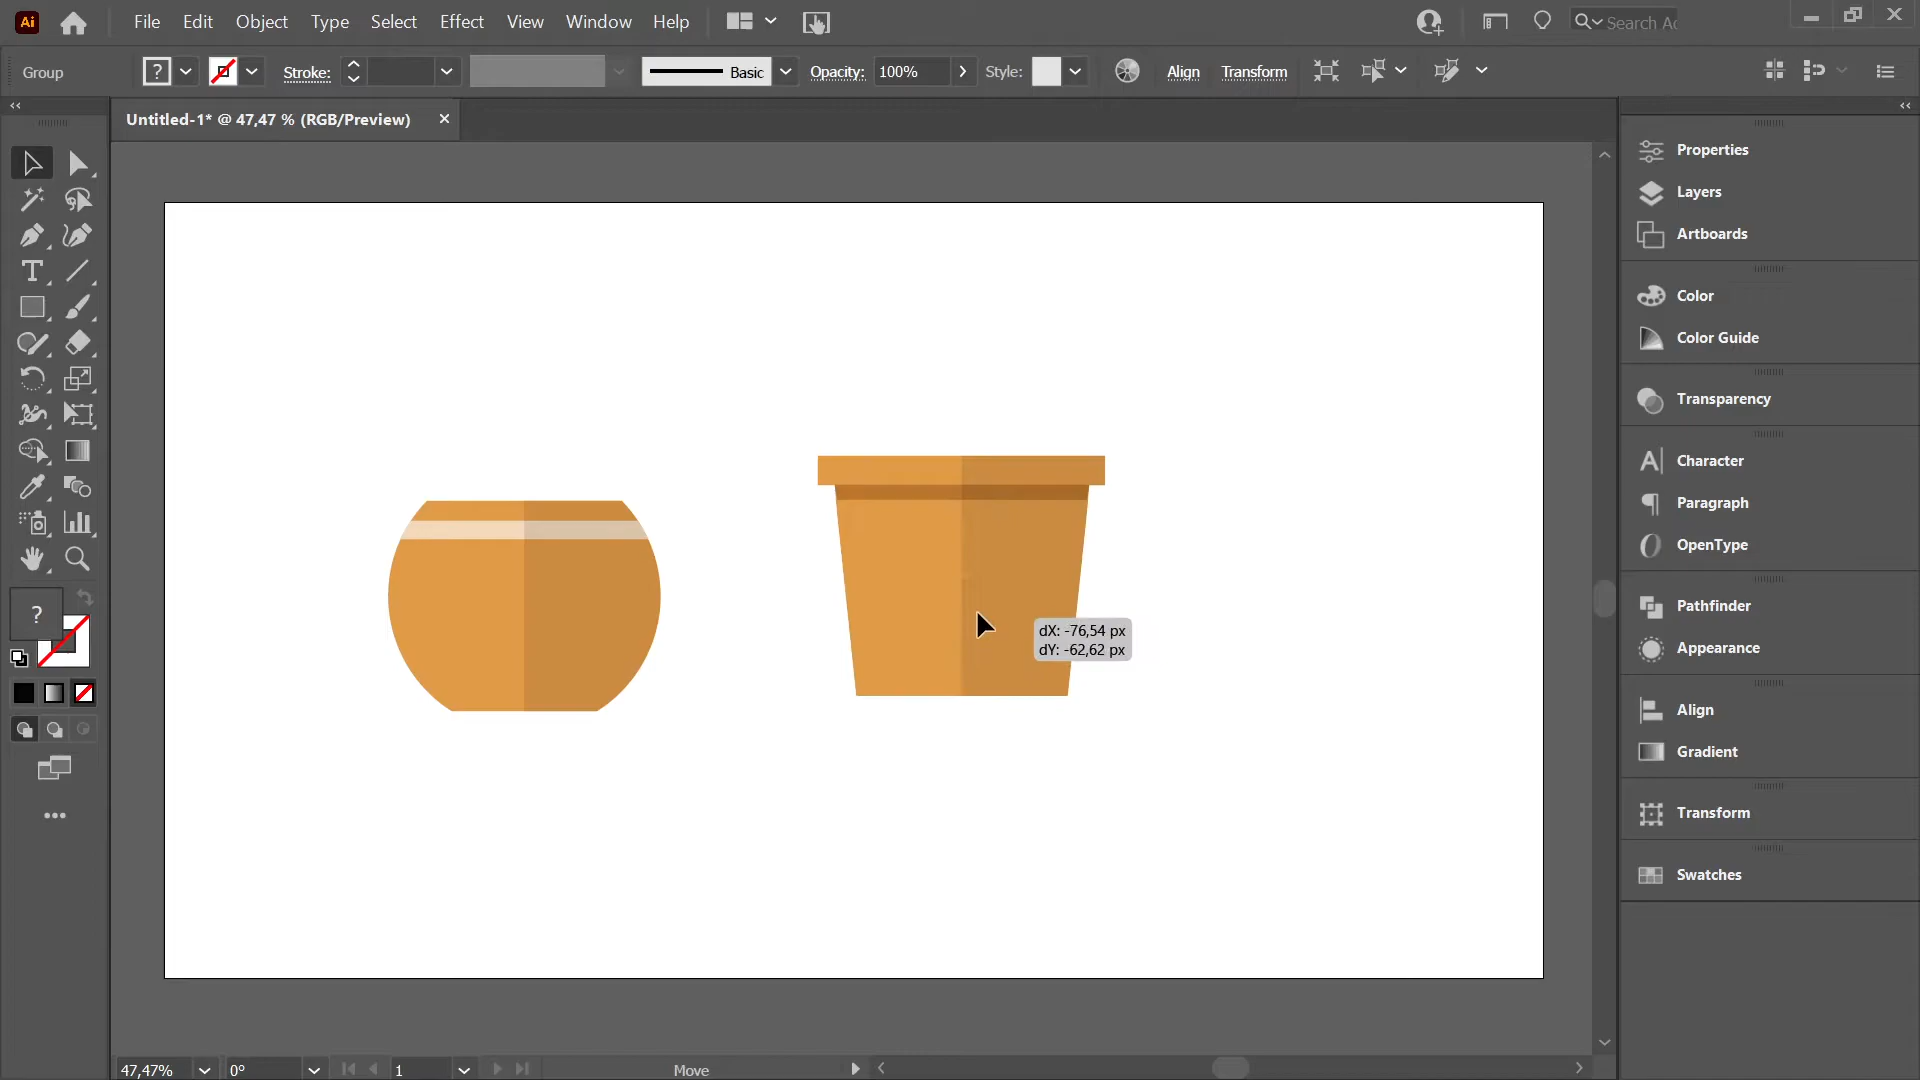 Ai File Edit Object Type Select Effect View Window Help
Group ? Stroke: Basic Opacity: 100% Style: Align Transform
Untitled-1* @ 47,47 % (RGB/Preview)
Properties
Layers
Artboards
Color
Color Guide
Transparency
Character
Paragraph
OpenType
Pathfinder
Appearance
Align
Gradient
Transform
Swatches
?
dX: -76,54 px
dY: -62,62 px
47,47% 0° 1 Move